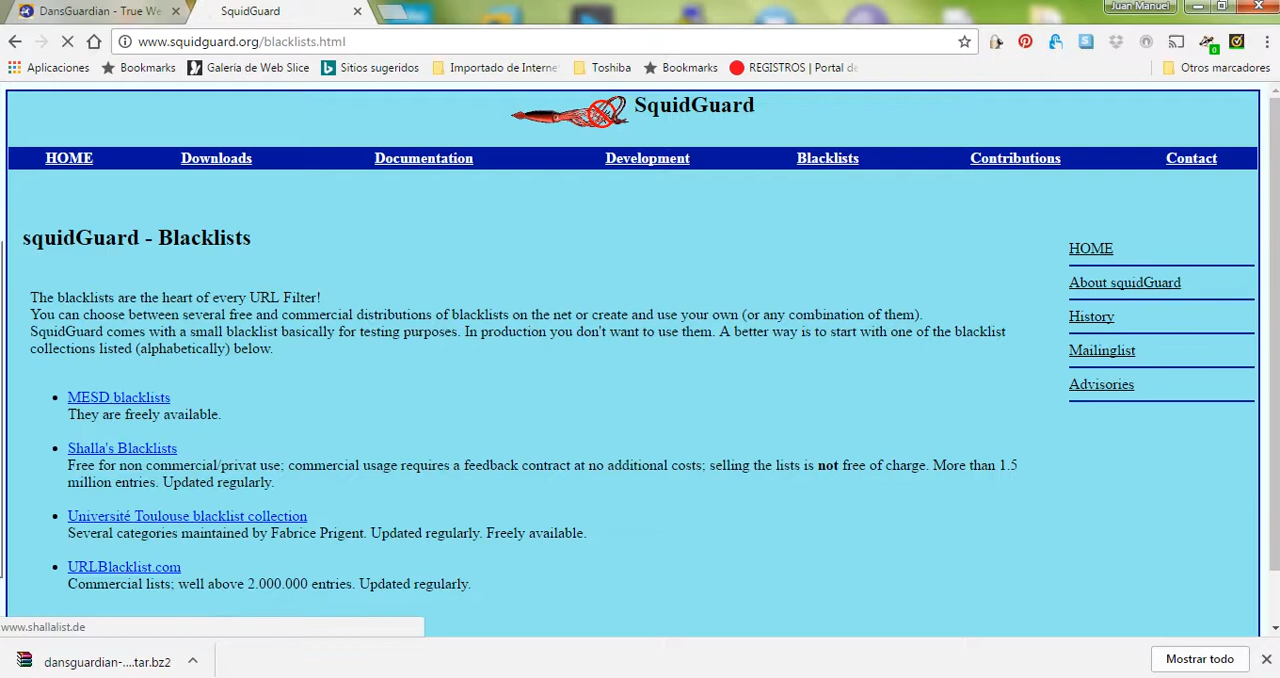 DansGuardian - True We
SquidGuard
Juan Manuel
www.squidguard.org/blacklists.html
0
Aplicaciones
Bookmarks
Galería de Web Slice
Sitios sugeridos
Importado de Interne
Toshiba
Bookmarks
REGISTROS | Portal de
Otros marcadores
SquidGuard
HOME Downloads Documentation Development Blacklists Contributions Contact
squidGuard - Blacklists
The blacklists are the heart of every URL Filter!
You can choose between several free and commercial distributions of blacklists on the net or create and use your own (or any combination of them).
SquidGuard comes with a small blacklist basically for testing purposes. In production you don't want to use them. A better way is to start with one of the blacklist
collections listed (alphabetically) below.
MESD blacklists
They are freely available.
Shalla's Blacklists
Free for non commercial/privat use; commercial usage requires a feedback contract at no additional costs; selling the lists is not free of charge. More than 1.5
million entries. Updated regularly.
Université Toulouse blacklist collection
Several categories maintained by Fabrice Prigent. Updated regularly. Freely available.
URLBlacklist.com
Commercial lists; well above 2.000.000 entries. Updated regularly.
HOME
About squidGuard
History
Mailinglist
Advisories
www.shallalist.de
dansguardian-....tar.bz2
Mostrar todo